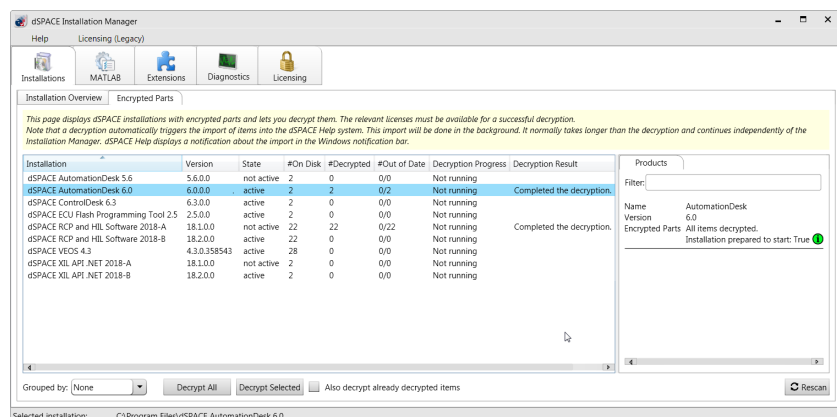 dSPACE Installation Manager
Help Licensing (Legacy)
Installations MATLAB Extensions Diagnostics Licensing
Installation Overview Encrypted Parts
This page displays dSPACE installations with encrypted parts and lets you decrypt them. The relevant licenses must be available for a successful decryption.
Note that a decryption automatically triggers the import of items into the dSPACE Help system. This import will be done in the background. It normally takes longer than the decryption and continues independently of the
Installation Manager. dSPACE Help displays a notification about the import in the Windows notification bar.
Installation Version State #On Disk #Decrypted #Out of Date Decryption Progress Decryption Result
dSPACE AutomationDesk 5.6 5.6.0.0 not active 2 0 0/0 Not running
dSPACE AutomationDesk 6.0 6.0.0.0 active 2 2 0/2 Not running Completed the decryption.
dSPACE ControlDesk 6.3 6.3.0.0 active 2 0 0/0 Not running
dSPACE ECU Flash Programming Tool 2.5 2.5.0.0 active 2 0 0/0 Not running
dSPACE RCP and HIL Software 2018-A 18.1.0.0 not active 22 22 0/22 Not running Completed the decryption.
dSPACE RCP and HIL Software 2018-B 18.2.0.0 active 22 0 0/0 Not running
dSPACE VEOS 4.3 4.3.0.358543 active 28 0 0/0 Not running
dSPACE XIL API .NET 2018-A 18.1.0.0 not active 2 0 0/0 Not running
dSPACE XIL API .NET 2018-B 18.2.0.0 active 2 0 0/0 Not running
Products
Filter:
Name AutomationDesk
Version 6.0
Encrypted Parts All items decrypted.
Installation prepared to start: True
Grouped by: None Decrypt All Decrypt Selected Also decrypt already decrypted items Rescan
Selected installation: C:\Program Files\dSPACE AutomationDesk 6.0